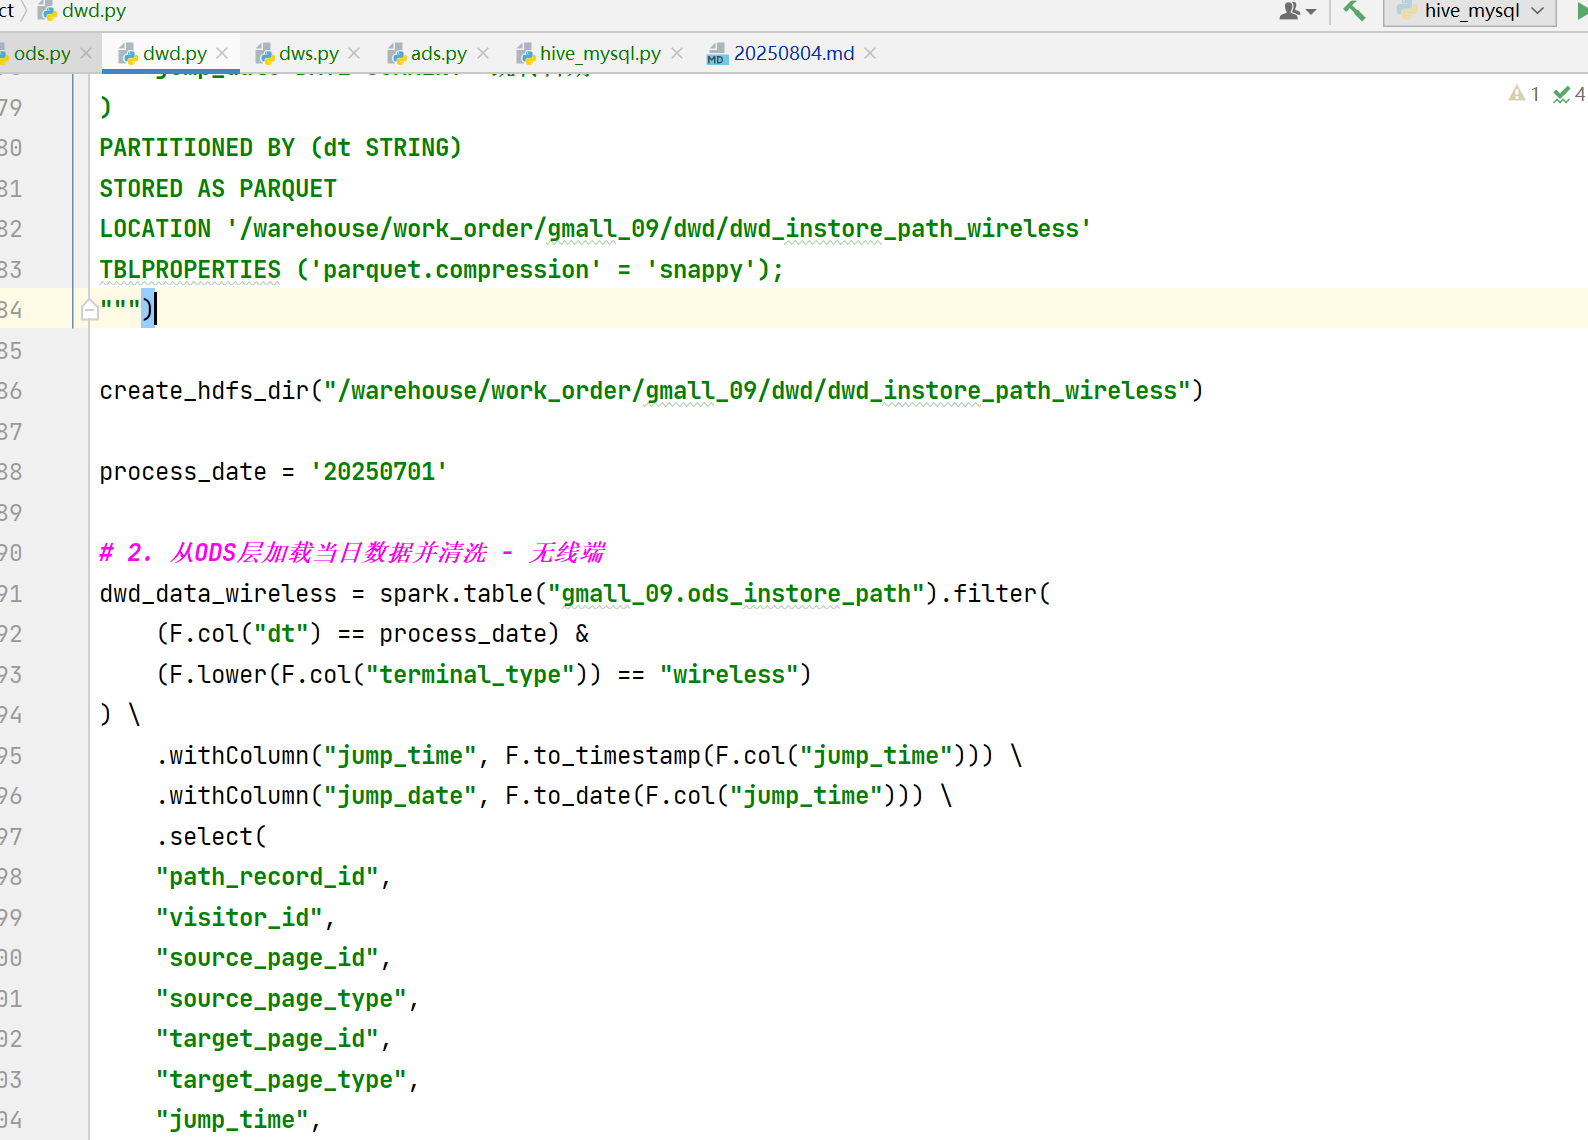 ct dwd.py hive_mysql
ods.py dwd.py dws.py ads.py hive_mysql.py MD 20250804.md
79 )
1 4
80 PARTITIONED BY (dt STRING)
81 STORED AS PARQUET
82 LOCATION '/warehouse/work_order/gmall_09/dwd/dwd_instore_path_wireless'
83 TBLPROPERTIES ('parquet.compression' = 'snappy');
84 """)
85
86 create_hdfs_dir("/warehouse/work_order/gmall_09/dwd/dwd_instore_path_wireless")
87
88 process_date = '20250701'
89
90 # 2. 从ODS层加载当日数据并清洗 - 无线端
91 dwd_data_wireless = spark.table("gmall_09.ods_instore_path").filter(
92     (F.col("dt") == process_date) &
93     (F.lower(F.col("terminal_type")) == "wireless")
94 ) \
95     .withColumn("jump_time", F.to_timestamp(F.col("jump_time"))) \
96     .withColumn("jump_date", F.to_date(F.col("jump_time"))) \
97     .select(
98     "path_record_id",
99     "visitor_id",
00     "source_page_id",
01     "source_page_type",
02     "target_page_id",
03     "target_page_type",
04     "jump_time",